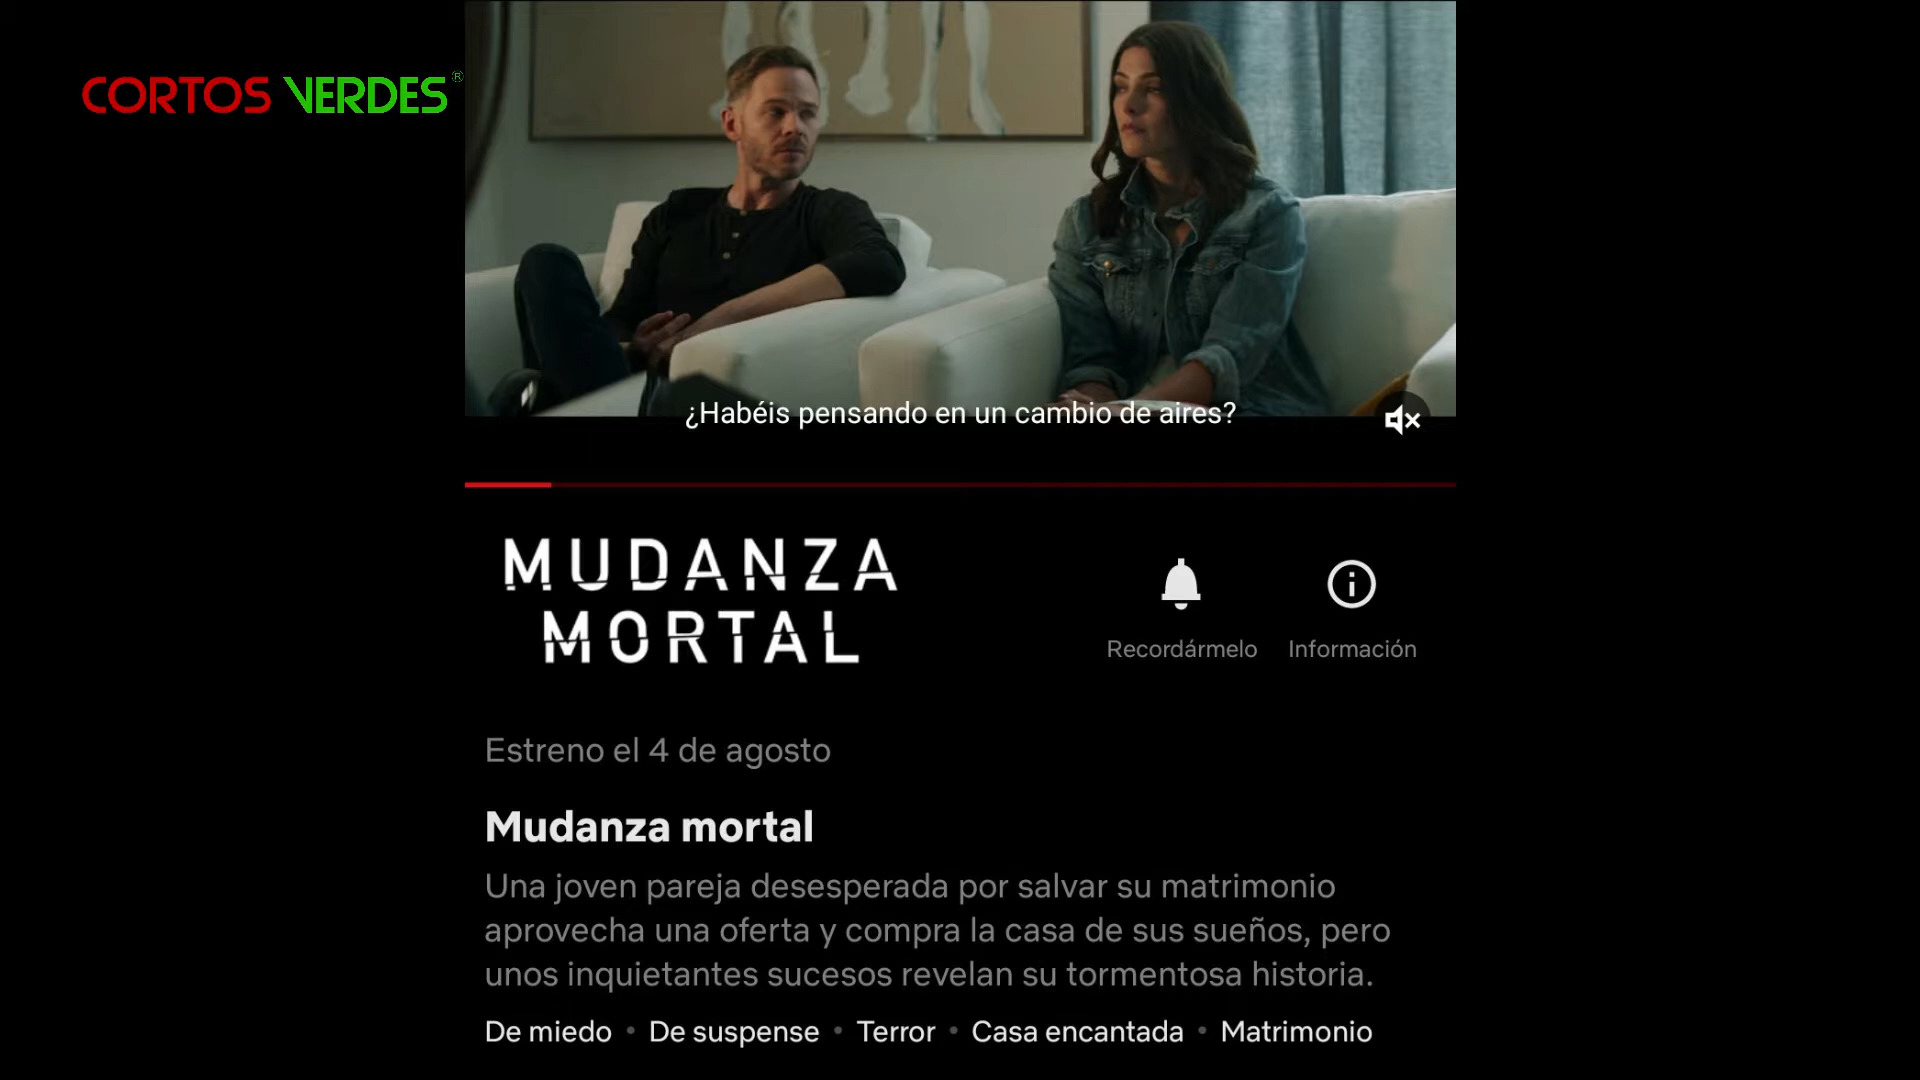 CORTOS VERDES®
¿Habéis pensando en un cambio de aires?
MUDANZA
MORTAL
Recordármelo
Información
Estreno el 4 de agosto
Mudanza mortal
Una joven pareja desesperada por salvar su matrimonio
aprovecha una oferta y compra la casa de sus sueños, pero
unos inquietantes sucesos revelan su tormentosa historia.
De miedo • De suspense • Terror • Casa encantada • Matrimonio